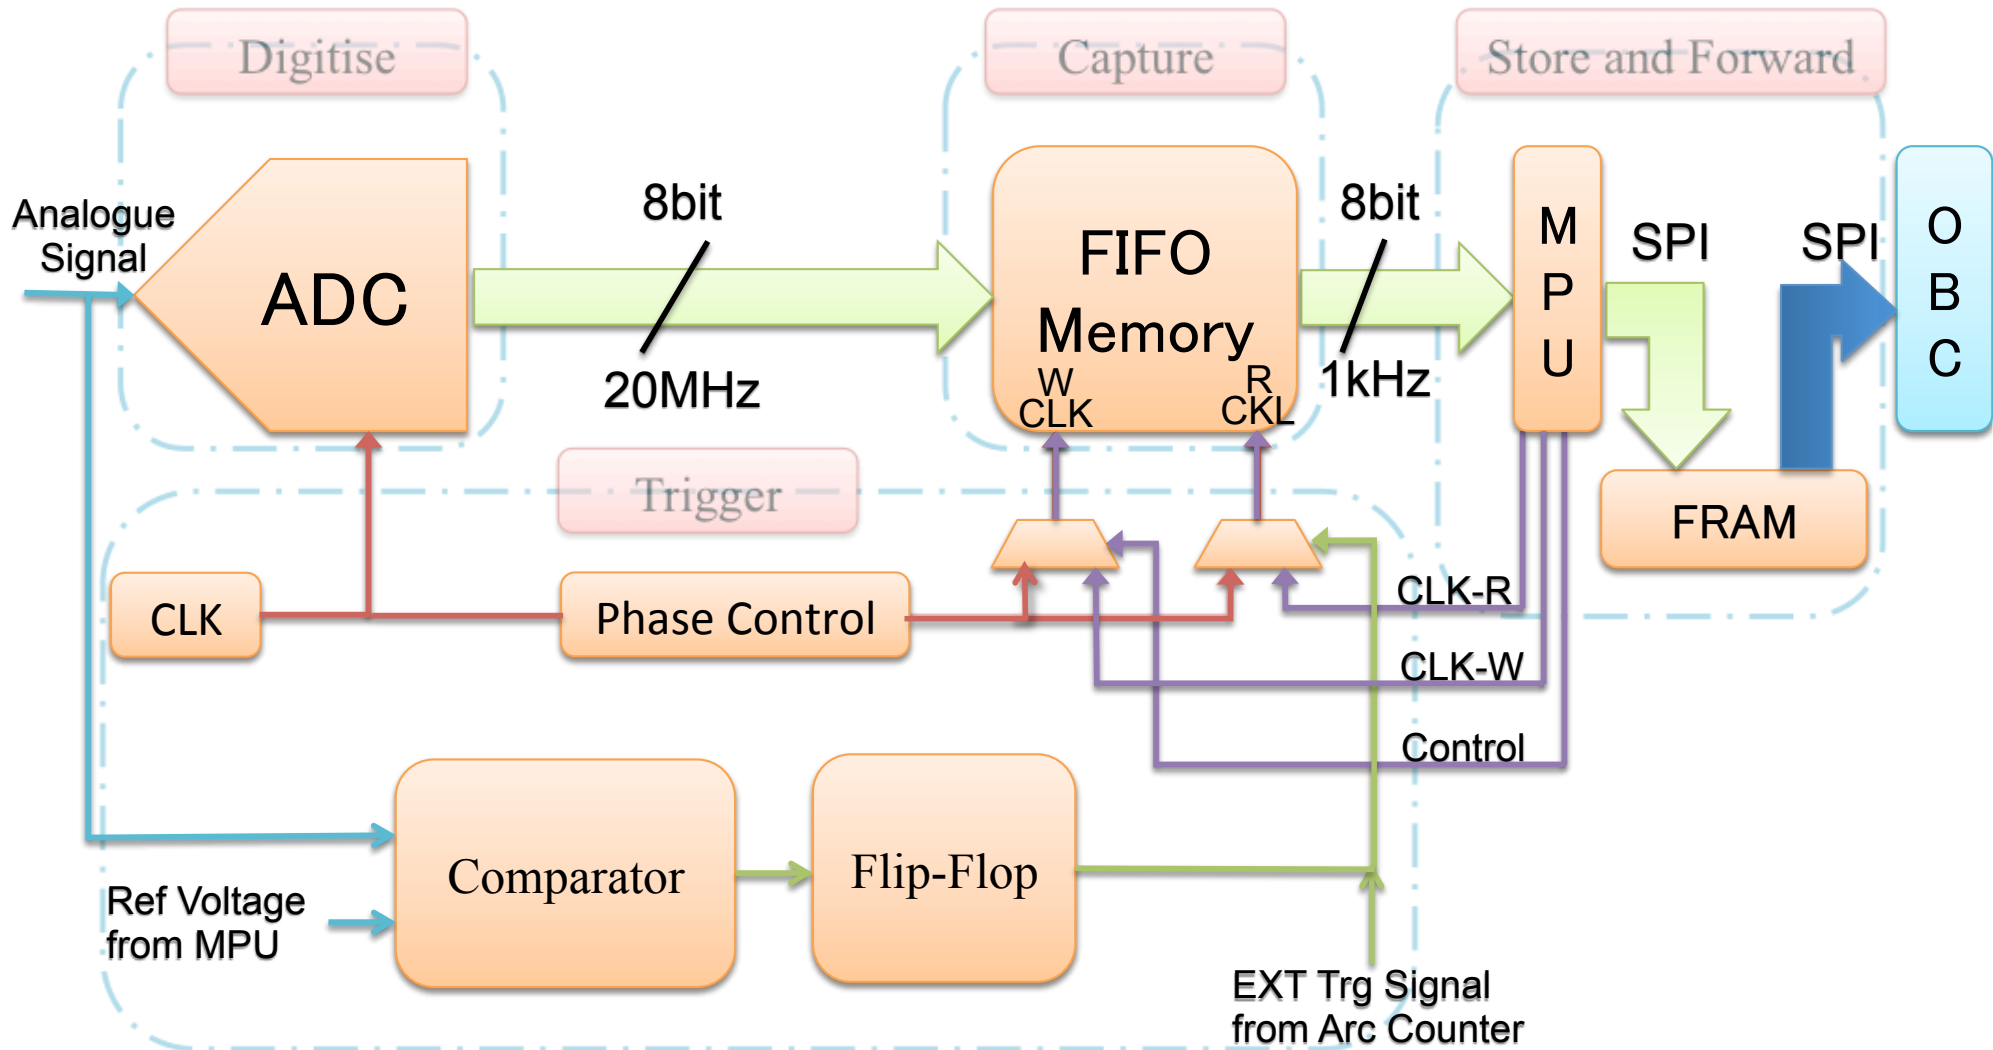 Digitise
Capture
Store and Forward
Analogue
Signal
ADC
8bit
20MHz
FIFO
Memory
W
CLK
R
CKL
8bit
1kHz
M
P
U
SPI
SPI
O
B
C
FRAM
Trigger
CLK
Phase Control
CLK-R
CLK-W
Control
Comparator
Flip-Flop
Ref Voltage
from MPU
EXT Trg Signal
from Arc Counter